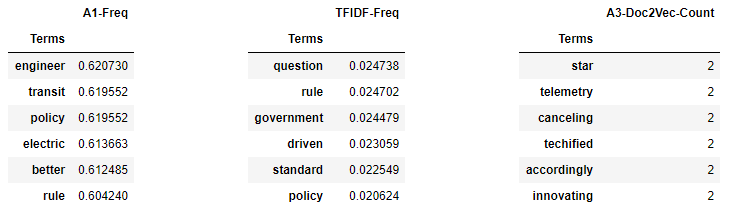 A1-Freq
Terms
engineer 0.620730
transit 0.619552
policy 0.619552
electric 0.613663
better 0.612485
rule 0.604240
TFIDF-Freq
Terms
question 0.024738
rule 0.024702
government 0.024479
driven 0.023059
standard 0.022549
policy 0.020624
A3-Doc2Vec-Count
Terms
star 2
telemetry 2
canceling 2
techified 2
accordingly 2
innovating 2